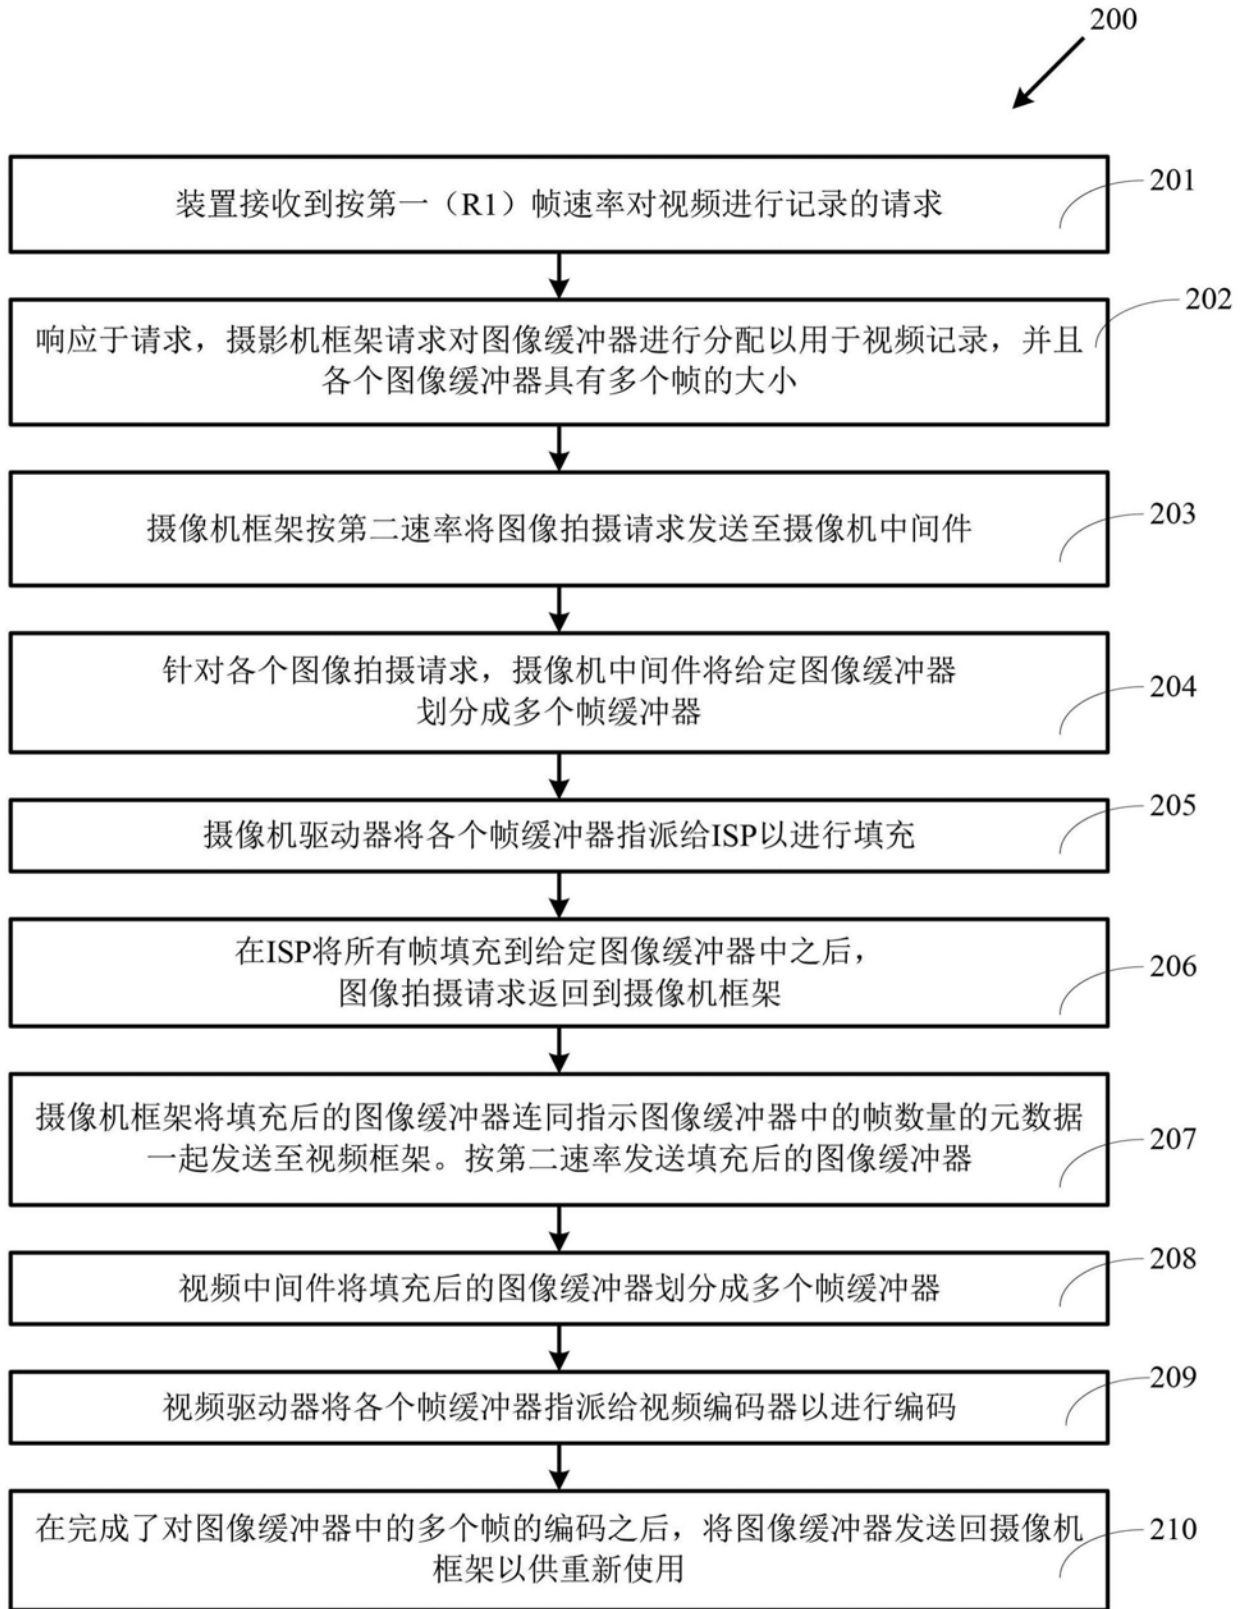 200
装置接收到按第一（R1）帧速率对视频进行记录的请求
201
响应于请求，摄影机框架请求对图像缓冲器进行分配以用于视频记录，并且
各个图像缓冲器具有多个帧的大小
202
摄像机框架按第二速率将图像拍摄请求发送至摄像机中间件
203
针对各个图像拍摄请求，摄像机中间件将给定图像缓冲器
划分成多个帧缓冲器
204
摄像机驱动器将各个帧缓冲器指派给ISP以进行填充
205
在ISP将所有帧填充到给定图像缓冲器中之后，
图像拍摄请求返回到摄像机框架
206
摄像机框架将填充后的图像缓冲器连同指示图像缓冲器中的帧数量的元数据
一起发送至视频框架。按第二速率发送填充后的图像缓冲器
207
视频中间件将填充后的图像缓冲器划分成多个帧缓冲器
208
视频驱动器将各个帧缓冲器指派给视频编码器以进行编码
209
在完成了对图像缓冲器中的多个帧的编码之后，将图像缓冲器发送回摄像机
框架以供重新使用
210